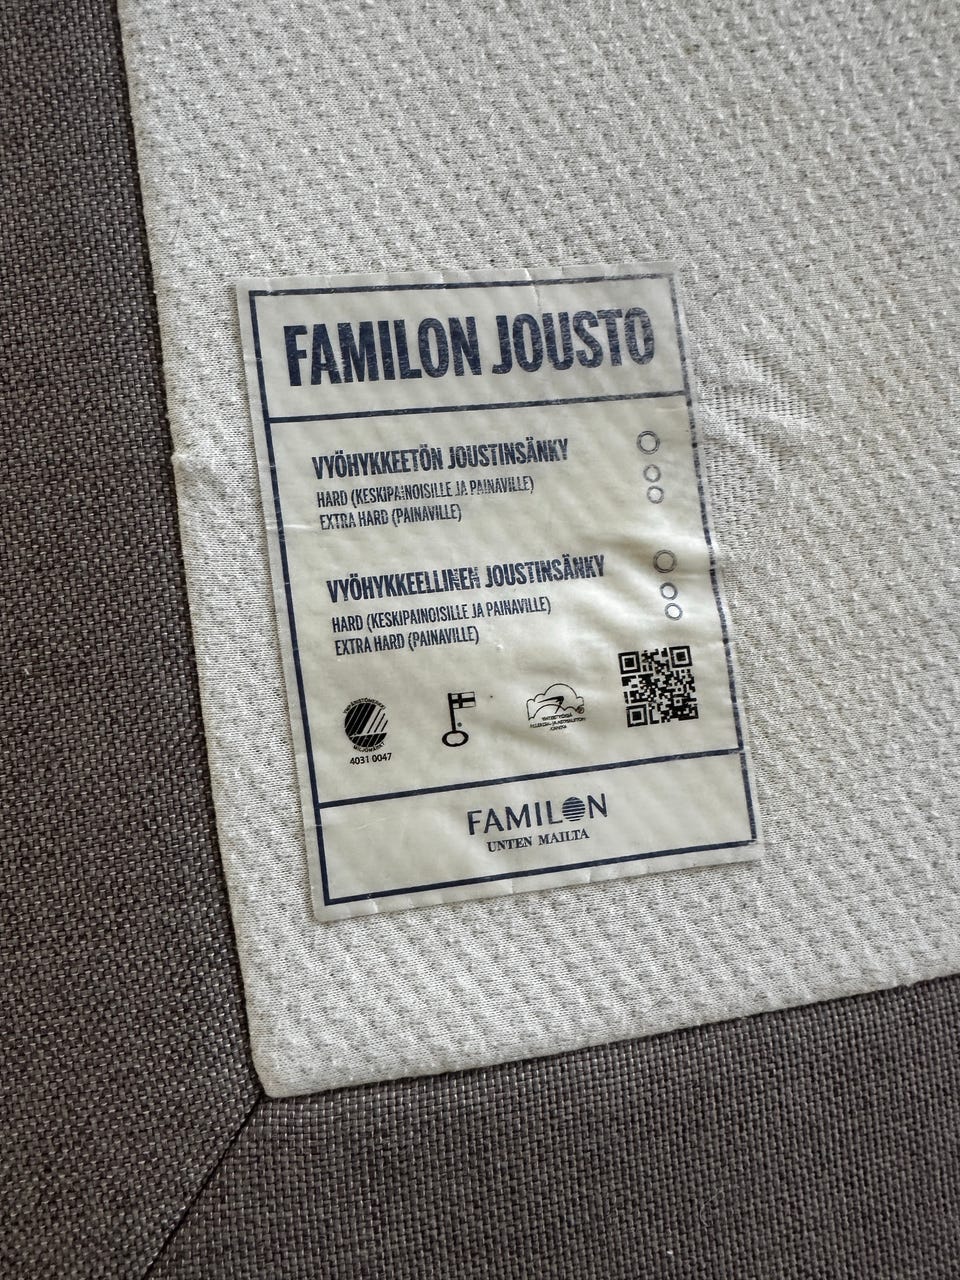 FAMILON JOUSTO
VYÖHYKKEETÖN JOUSTINSÄNKY
HARD (KESKIPAINOISILLE JA PAINAVILLE)
EXTRA HARD (PAINAVILLE)
VYÖHYKKEELLINEN JOUSTINSÄNKY
HARD (KESKIPAINOISILLE JA PAINAVILLE)
EXTRA HARD (PAINAVILLE)
4031 0047
YHTEISTYÖSSÄ
FAMILON
UNTEN MAILTA